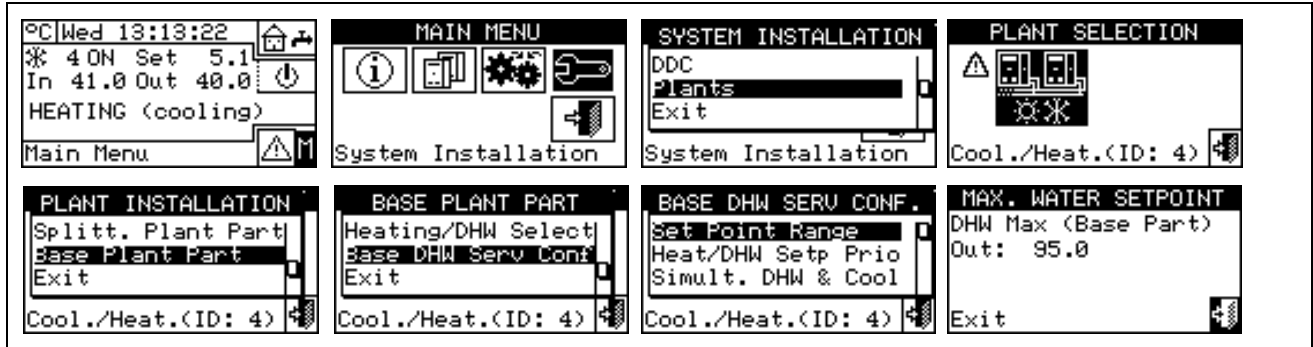 °C Wed 13:13:22
4 ON Set 5.1
In 41.0 Out 40.0
HEATING (cooling)
Main Menu M
MAIN MENU
i
System Installation
SYSTEM INSTALLATION
DDC
Plants
Exit
System Installation
PLANT SELECTION
Cool./Heat.(ID: 4)
PLANT INSTALLATION
Splitt. Plant Part
Base Plant Part
Exit
Cool./Heat.(ID: 4)
BASE PLANT PART
Heating/DHW Select
Base DHW Serv Conf
Exit
Cool./Heat.(ID: 4)
BASE DHW SERV CONF.
Set Point Range
Heat/DHW Setp Prio
Simult. DHW & Cool
Cool./Heat.(ID: 4)
MAX. WATER SETPOINT
DHW Max (Base Part)
Out: 95.0
Exit